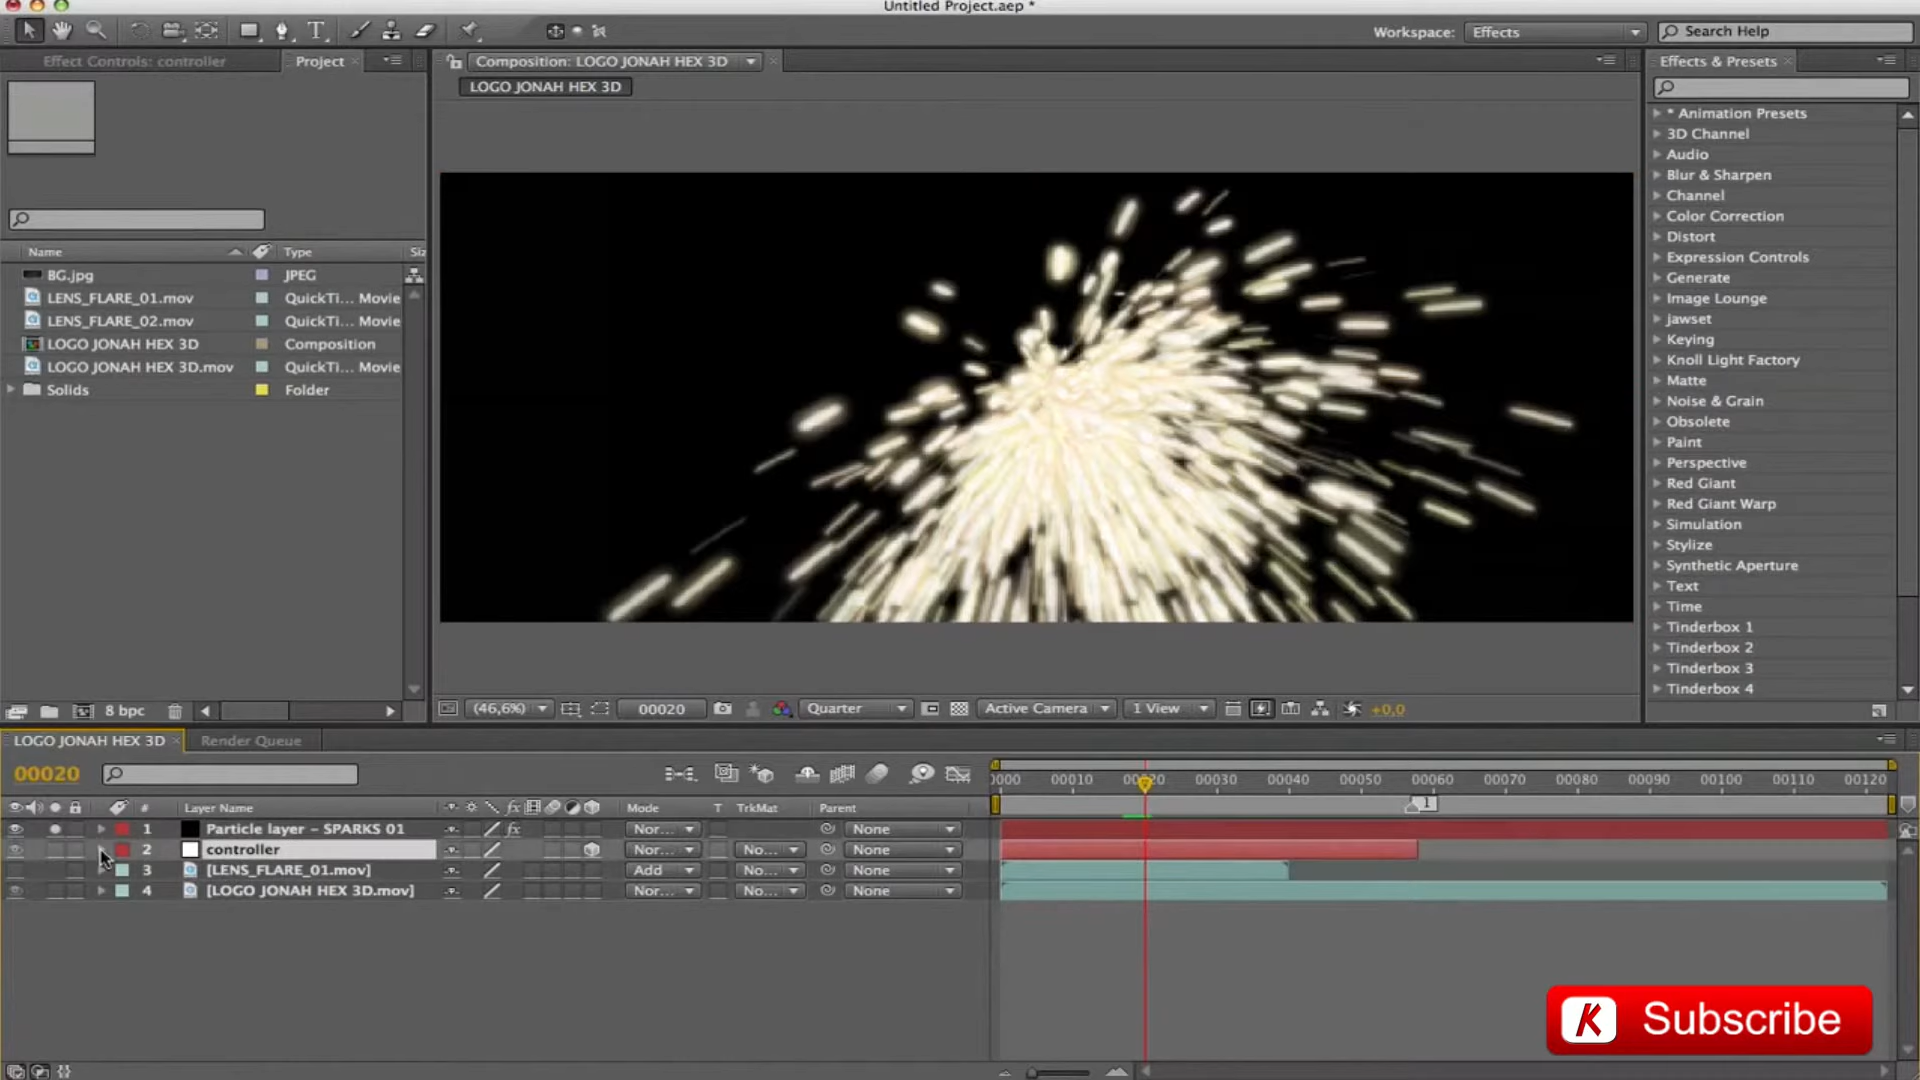 Untitled Project.aep *
Workspace: Effects Search Help
Effect Controls: controller Project
Composition: LOGO JONAH HEX 3D
LOGO JONAH HEX 3D
Effects & Presets
Name Type Siz
BG.jpg JPEG
LENS_FLARE_01.mov QuickTi... Movie
LENS_FLARE_02.mov QuickTi... Movie
LOGO JONAH HEX 3D Composition
LOGO JONAH HEX 3D.mov QuickTi... Movie
Solids Folder
* Animation Presets
3D Channel
Audio
Blur & Sharpen
Channel
Color Correction
Distort
Expression Controls
Generate
Image Lounge
jawset
Keying
Knoll Light Factory
Matte
Noise & Grain
Obsolete
Paint
Perspective
Red Giant
Red Giant Warp
Simulation
Stylize
Synthetic Aperture
Text
Time
Tinderbox 1
Tinderbox 2
Tinderbox 3
Tinderbox 4
8 bpc
(46,6%) 00020 Quarter Active Camera 1 View +0,0
LOGO JONAH HEX 3D Render Queue
00020
0000 00010 00020 00030 00040 00050 00060 00070 00080 00090 00100 00110 00120
# Layer Name Mode T TrkMat Parent
1
1 Particle layer – SPARKS 01 Nor... None
2 controller Nor... No... None
3 [LENS_FLARE_01.mov] Add No... None
4 [LOGO JONAH HEX 3D.mov] Nor... No... None
K Subscribe